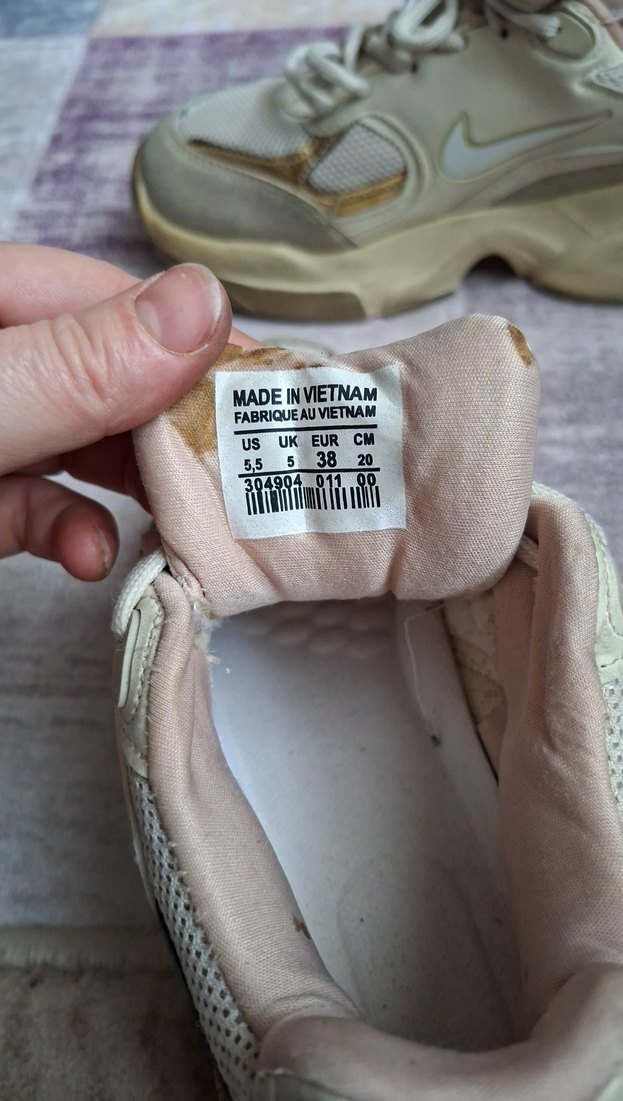 MADE IN VIETNAM
FABRIQUE AU VIETNAM
US UK EUR CM
5,5 5 38 20
304904 011 00